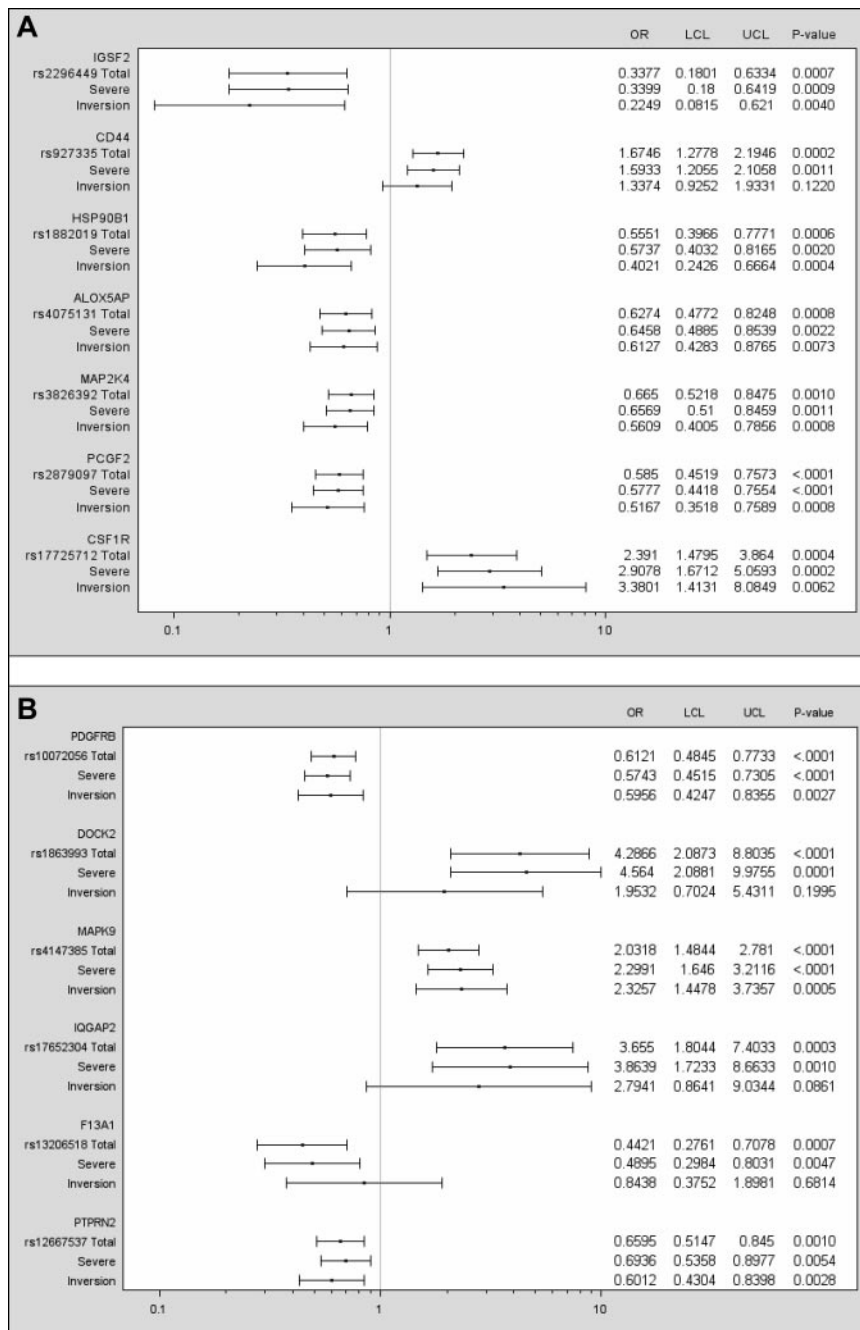 A
OR LCL UCL P-value
IGSF2
rs2296449 Total 0.3377 0.1801 0.6334 0.0007
Severe 0.3399 0.18 0.6419 0.0009
Inversion 0.2249 0.0815 0.621 0.0040
CD44
rs927335 Total 1.6746 1.2778 2.1946 0.0002
Severe 1.5933 1.2055 2.1058 0.0011
Inversion 1.3374 0.9252 1.9331 0.1220
HSP90B1
rs1882019 Total 0.5551 0.3966 0.7771 0.0006
Severe 0.5737 0.4032 0.8165 0.0020
Inversion 0.4021 0.2426 0.6664 0.0004
ALOX5AP
rs4075131 Total 0.6274 0.4772 0.8248 0.0008
Severe 0.6458 0.4885 0.8539 0.0022
Inversion 0.6127 0.4283 0.8765 0.0073
MAP2K4
rs3826392 Total 0.665 0.5218 0.8475 0.0010
Severe 0.6569 0.51 0.8459 0.0011
Inversion 0.5609 0.4005 0.7856 0.0008
PCGF2
rs2879097 Total 0.585 0.4519 0.7573 <.0001
Severe 0.5777 0.4418 0.7554 <.0001
Inversion 0.5167 0.3518 0.7589 0.0008
CSF1R
rs17725712 Total 2.391 1.4795 3.864 0.0004
Severe 2.9078 1.6712 5.0593 0.0002
Inversion 3.3801 1.4131 8.0849 0.0062
0.1 1 10
B
OR LCL UCL P-value
PDGFRB
rs10072056 Total 0.6121 0.4845 0.7733 <.0001
Severe 0.5743 0.4515 0.7305 <.0001
Inversion 0.5956 0.4247 0.8355 0.0027
DOCK2
rs1863993 Total 4.2866 2.0873 8.8035 <.0001
Severe 4.564 2.0881 9.9755 0.0001
Inversion 1.9532 0.7024 5.4311 0.1995
MAPK9
rs4147385 Total 2.0318 1.4844 2.781 <.0001
Severe 2.2991 1.646 3.2116 <.0001
Inversion 2.3257 1.4478 3.7357 0.0005
IQGAP2
rs17652304 Total 3.655 1.8044 7.4033 0.0003
Severe 3.8639 1.7233 8.6633 0.0010
Inversion 2.7941 0.8641 9.0344 0.0861
F13A1
rs13206518 Total 0.4421 0.2761 0.7078 0.0007
Severe 0.4895 0.2984 0.8031 0.0047
Inversion 0.8438 0.3752 1.8981 0.6814
PTPRN2
rs12667537 Total 0.6595 0.5147 0.845 0.0010
Severe 0.6936 0.5358 0.8977 0.0054
Inversion 0.6012 0.4304 0.8398 0.0028
0.1 1 10